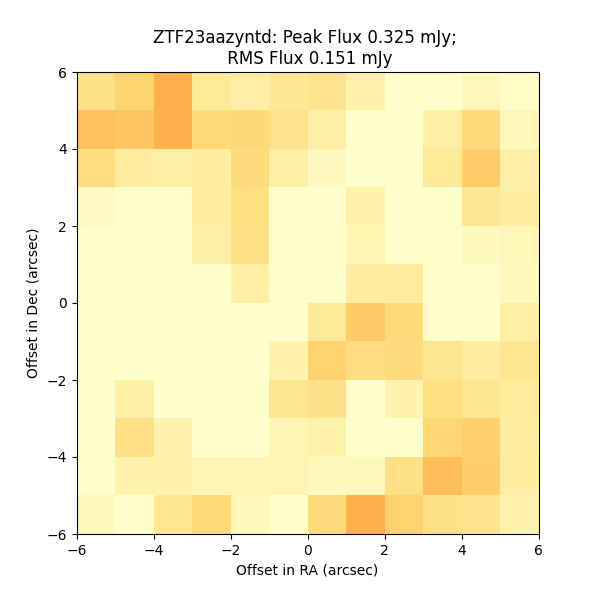 ZTF23aazyntd: Peak Flux 0.325 mJy;
RMS Flux 0.151 mJy
6
4
2
0
−2
−4
−6
Offset in Dec (arcsec)
−6 −4 −2 0 2 4 6
Offset in RA (arcsec)